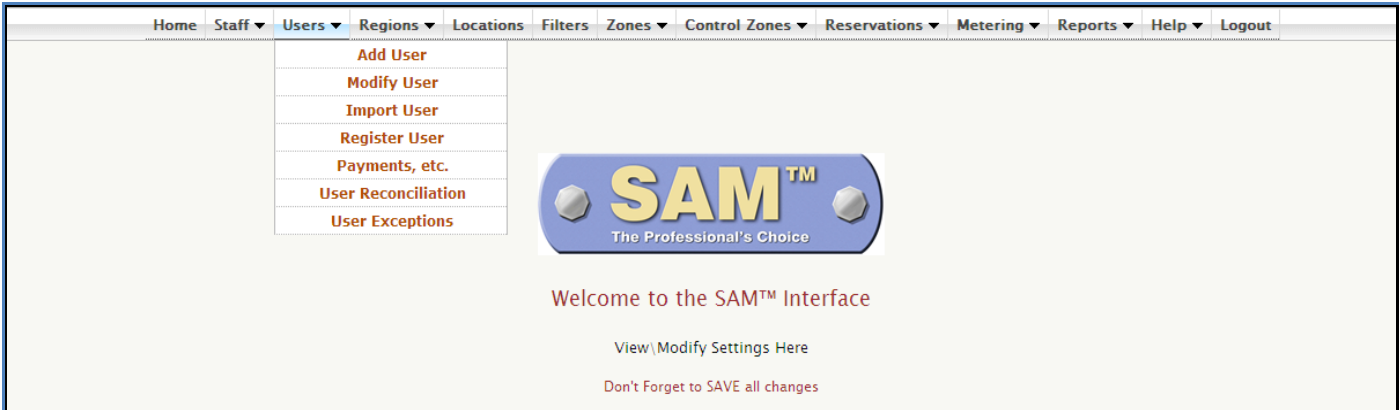 Home Staff Users Regions Locations Filters Zones Control Zones Reservations Metering Reports Help Logout
Add User
Modify User
Import User
Register User
Payments, etc.
User Reconciliation
User Exceptions
SAM™
The Professional's Choice
Welcome to the SAM™ Interface
View\Modify Settings Here
Don't Forget to SAVE all changes